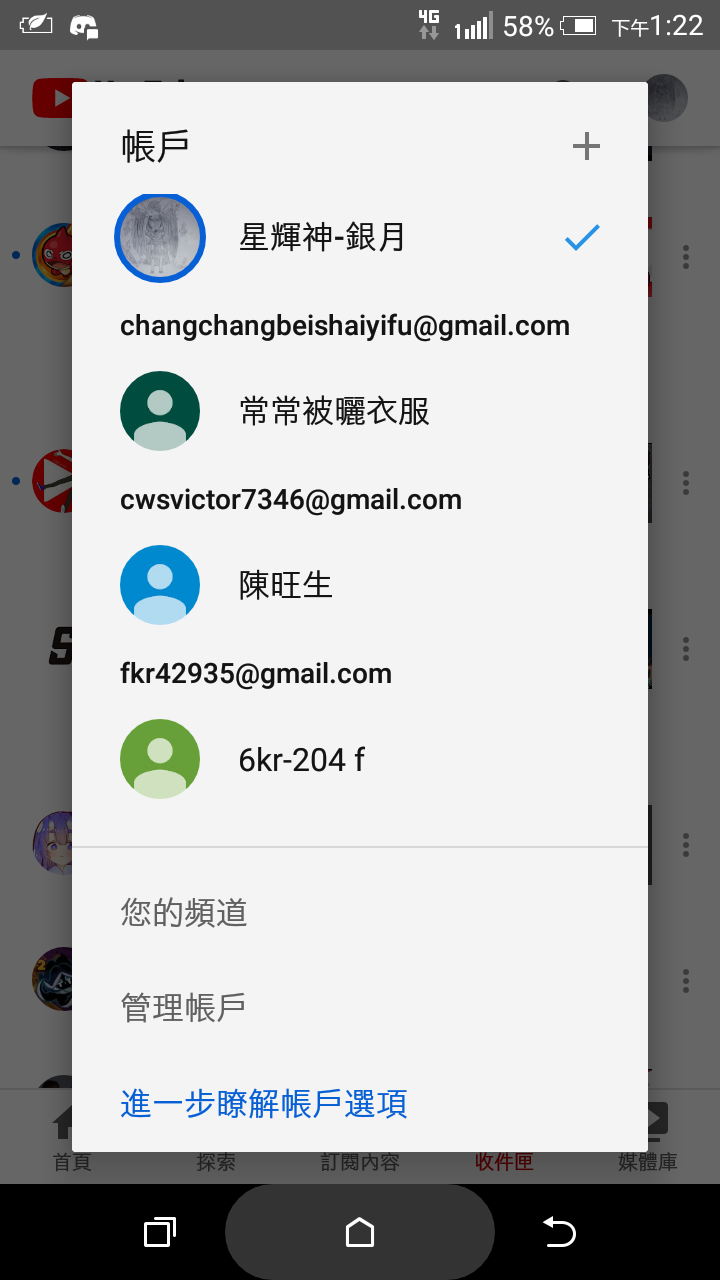 4G
58%
下午1:22
帳戶
星輝神-銀月
changchangbeishaiyifu@gmail.com
常常被曬衣服
cwsvictor7346@gmail.com
陳旺生
fkr42935@gmail.com
6kr-204 f
您的頻道
管理帳戶
進一步瞭解帳戶選項
首頁
探索
訂閱內容
收件匣
媒體庫